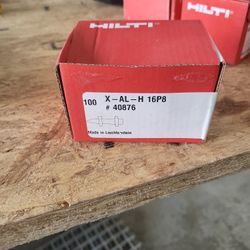 HILTI
HILTI
100 X-AL-H 16P8
# 40876
Made in Liechtenstein